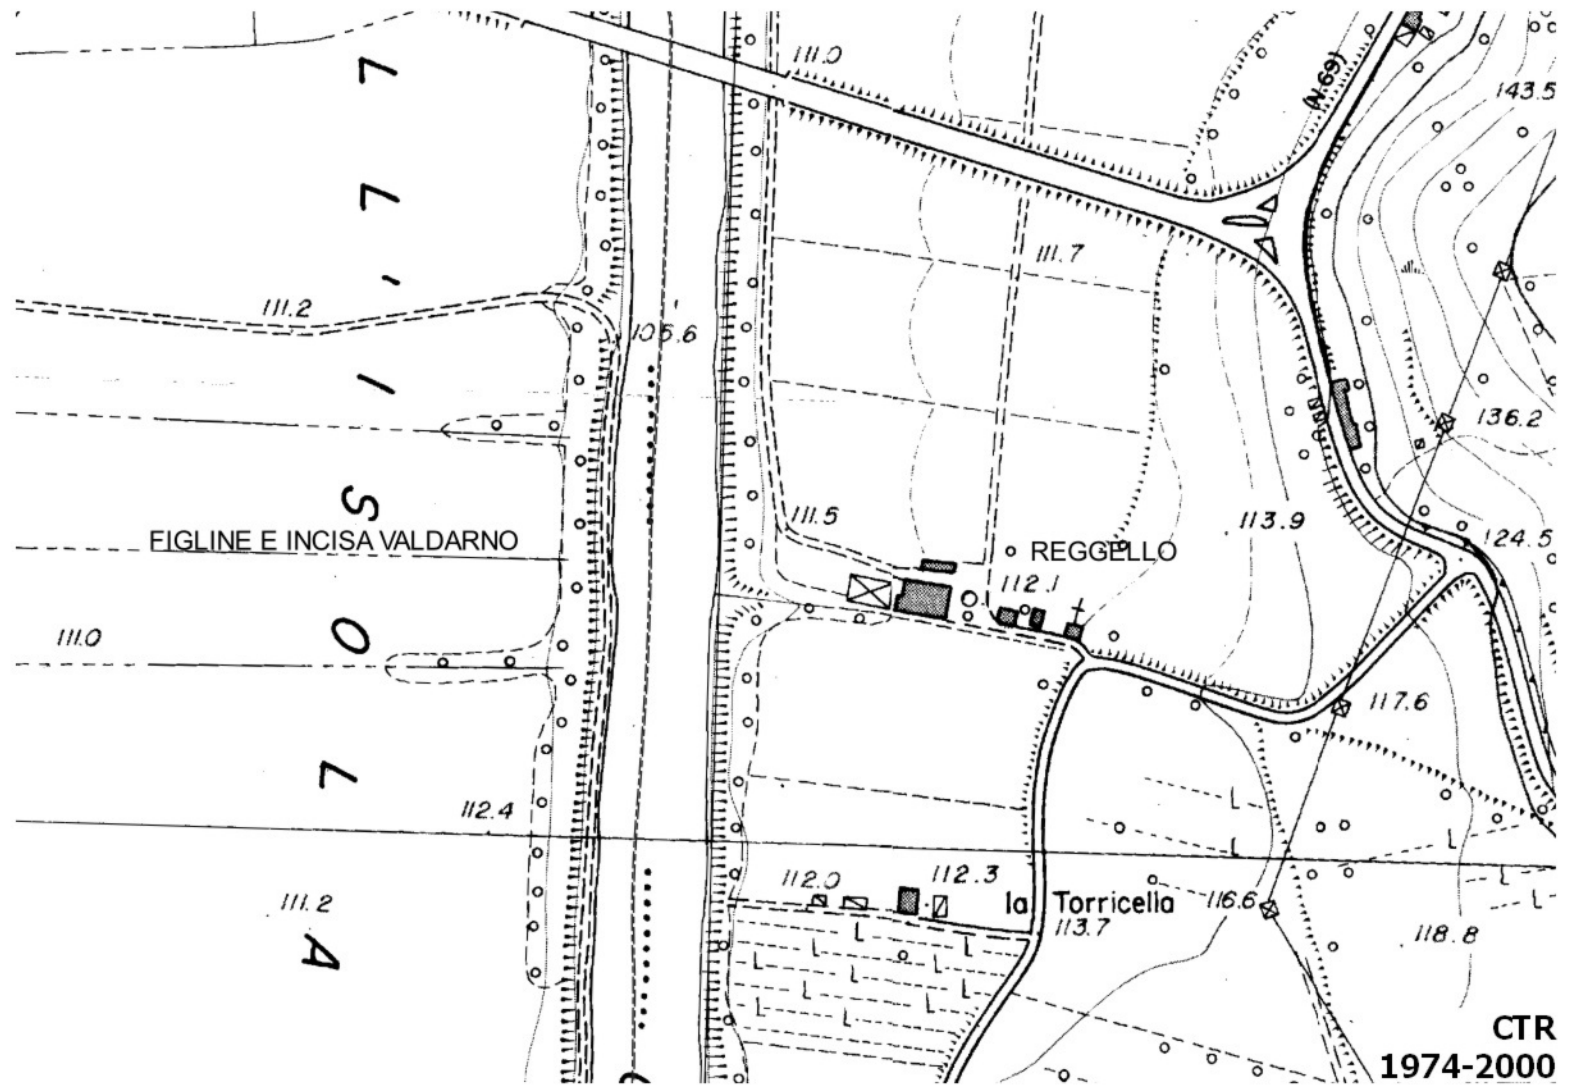 111.0
(N.69)
143.5
L
L
'
I
S
O
L
A
111.7
111.2
105.6
136.2
111.5
113.9
FIGLINE E INCISA VALDARNO
REGGELLO
124.5
112.1
111.0
117.6
112.4
112.0
112.3
la Torricella
116.6
113.7
111.2
118.8
CTR
1974-2000